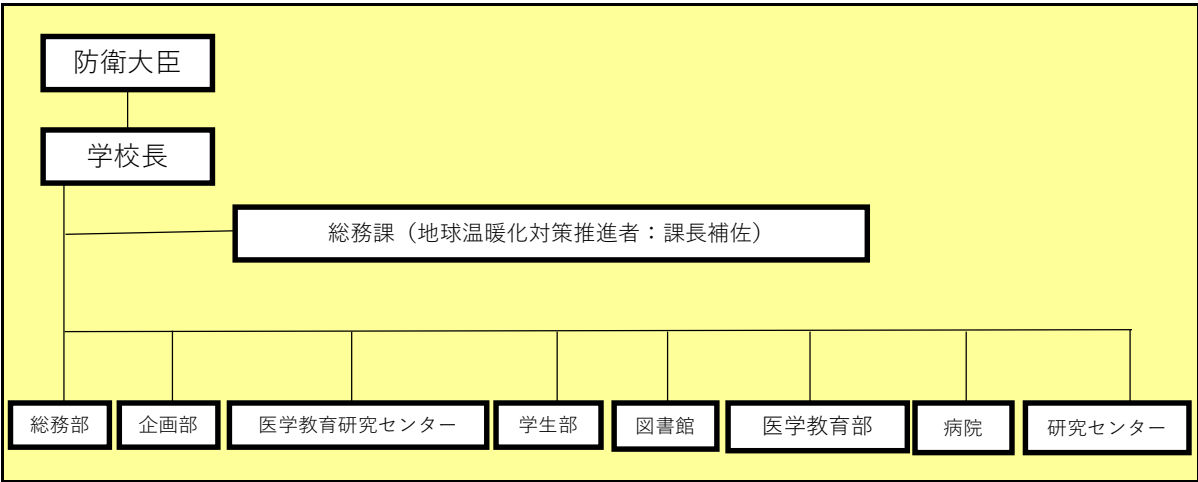 防衛大臣
学校長
総務課（地球温暖化対策推進者：課長補佐）
総務部
企画部
医学教育研究センター
学生部
図書館
医学教育部
病院
研究センター